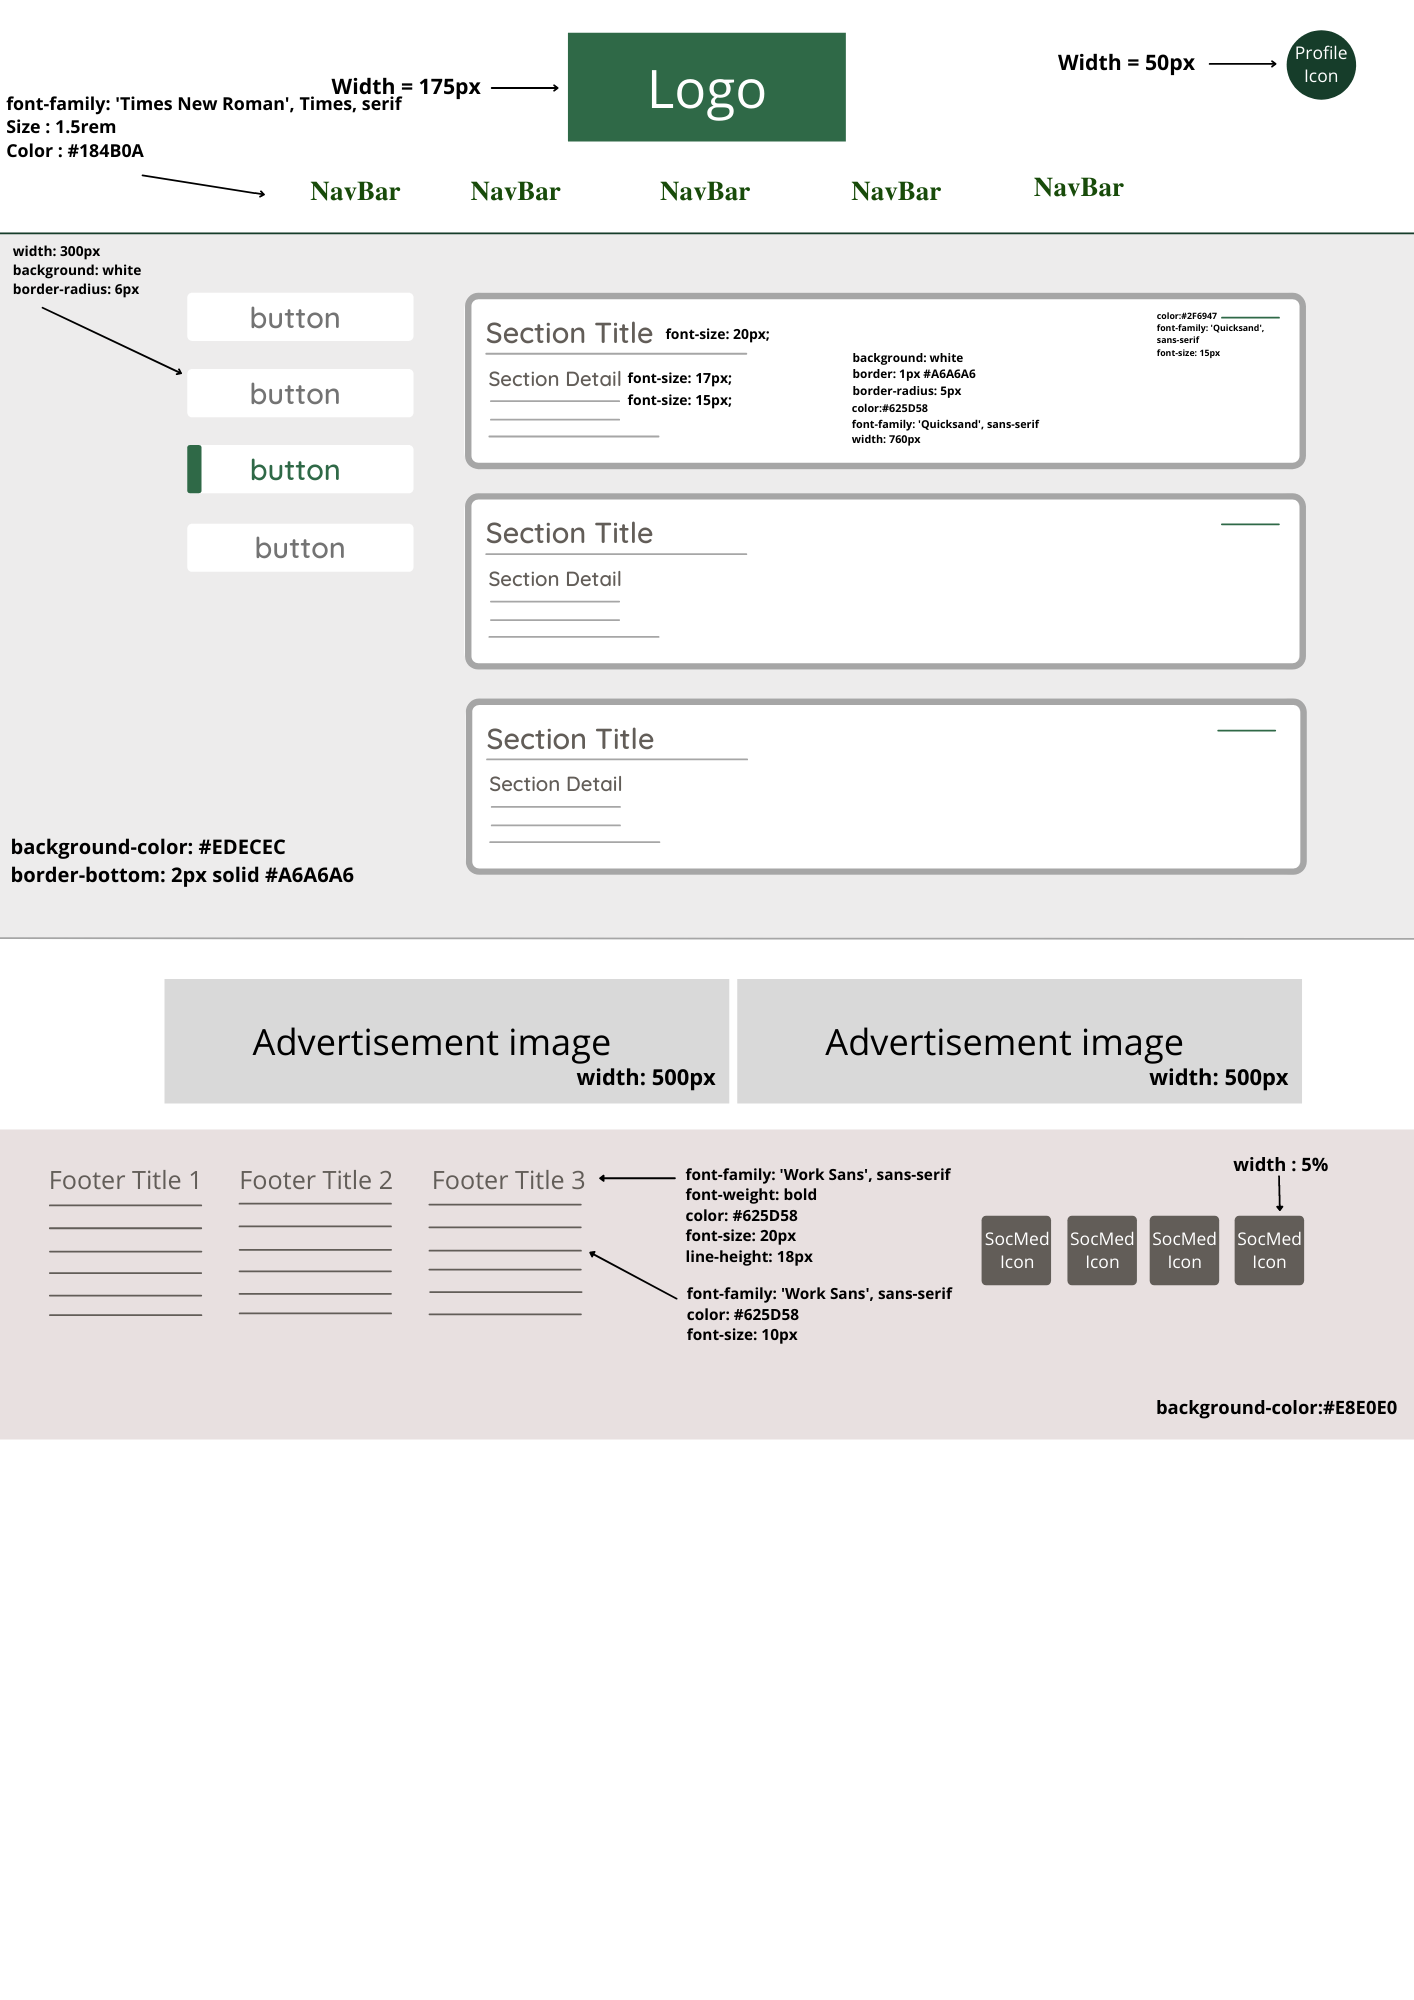 Logo
Profile
Icon
Width = 50px
Width = 175px
font-family: 'Times New Roman', Times, serif
Size : 1.5rem
Color : #184B0A
NavBar
NavBar
NavBar
NavBar
NavBar
width: 300px
background: white
border-radius: 6px
button
button
button
button
Section Title
font-size: 20px;
Section Detail
font-size: 17px;
font-size: 15px;
background: white
border: 1px #A6A6A6
border-radius: 5px
color:#625D58
font-family: 'Quicksand', sans-serif
width: 760px
color:#2F6947
font-family: 'Quicksand',
sans-serif
font-size: 15px
Section Title
Section Detail
Section Title
Section Detail
background-color: #EDECEC
border-bottom: 2px solid #A6A6A6
Advertisement image
width: 500px
Advertisement image
width: 500px
Footer Title 1
Footer Title 2
Footer Title 3
font-family: 'Work Sans', sans-serif
font-weight: bold
color: #625D58
font-size: 20px
line-height: 18px
font-family: 'Work Sans', sans-serif
color: #625D58
font-size: 10px
width : 5%
SocMed
Icon
SocMed
Icon
SocMed
Icon
SocMed
Icon
background-color:#E8E0E0